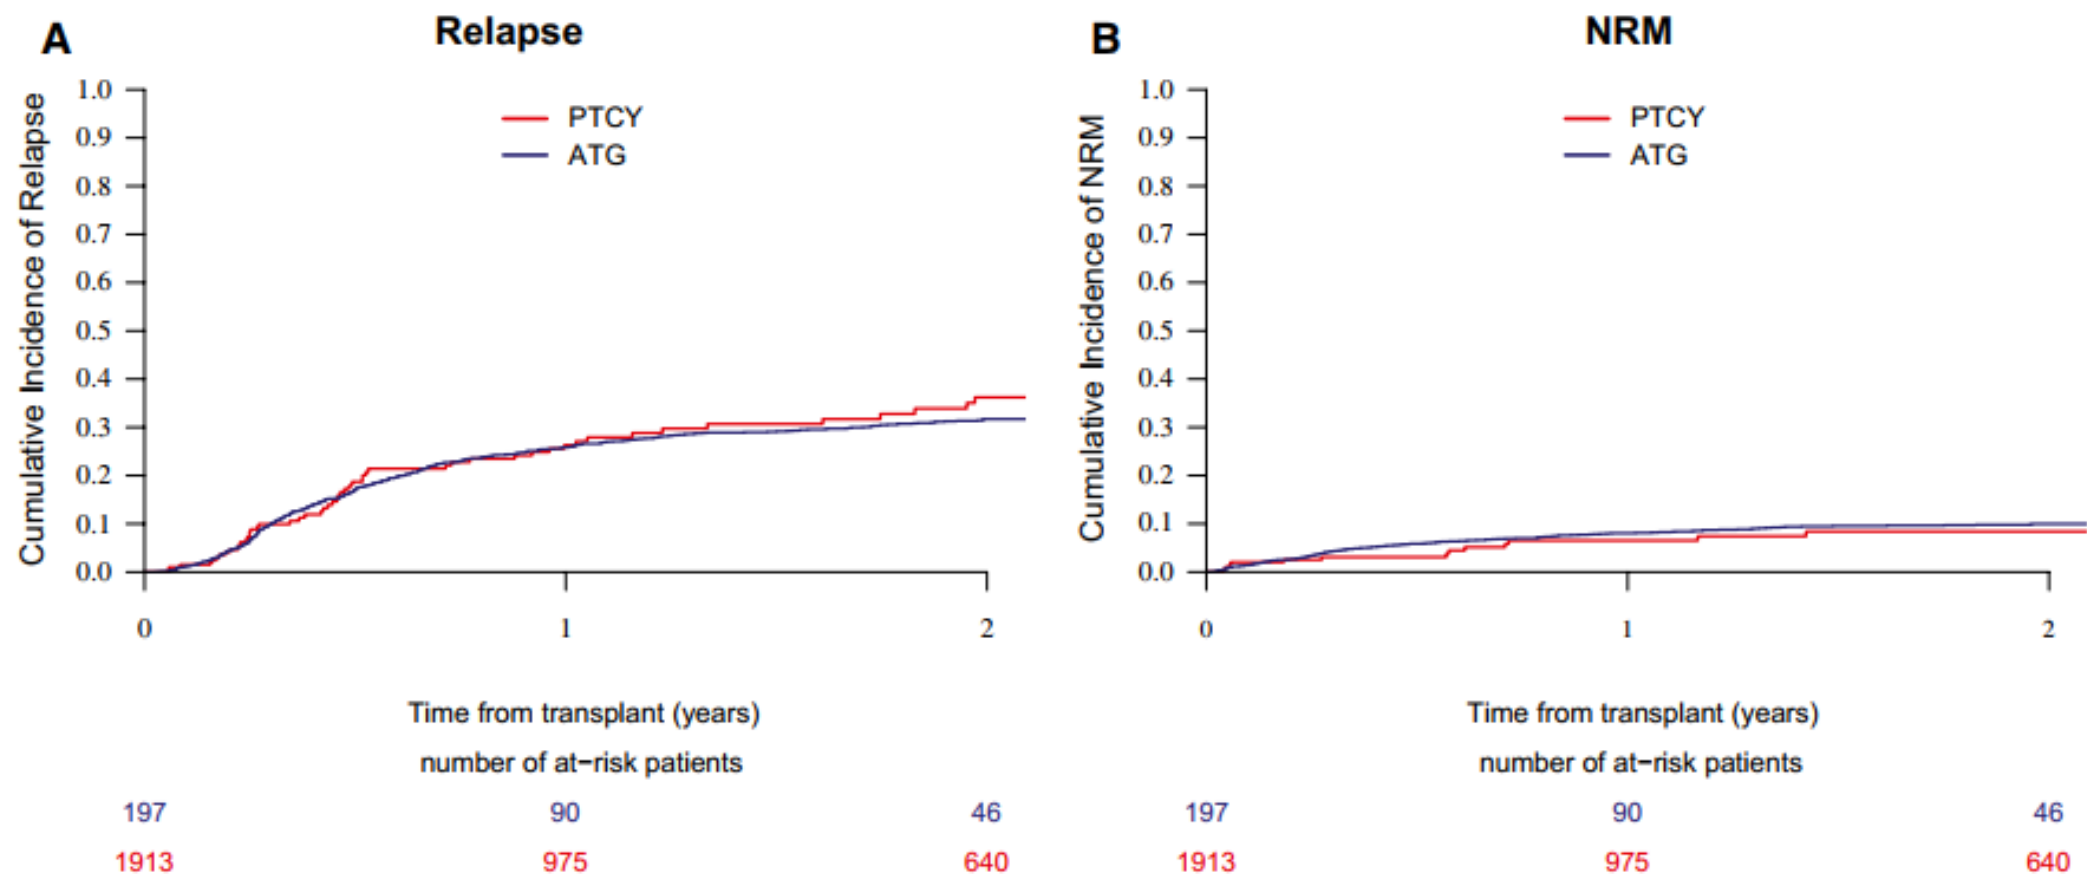 A
Relapse
Cumulative Incidence of Relapse
1.0
0.9
0.8
0.7
0.6
0.5
0.4
0.3
0.2
0.1
0.0
PTCY
ATG
0 1 2
Time from transplant (years)
number of at-risk patients
197 90 46
1913 975 640
B
NRM
Cumulative Incidence of NRM
1.0
0.9
0.8
0.7
0.6
0.5
0.4
0.3
0.2
0.1
0.0
PTCY
ATG
0 1 2
Time from transplant (years)
number of at-risk patients
197 90 46
1913 975 640